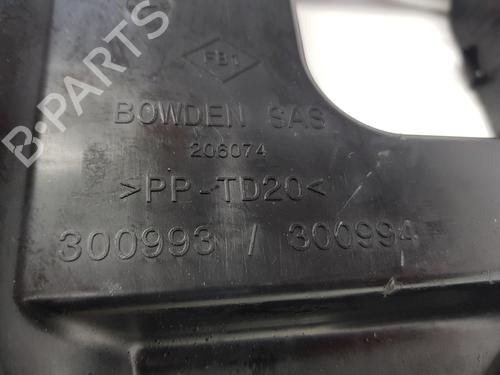 FB1
BOWDEN SAS
206074
>PP-TD20<
300993 / 300994
B-PARTS